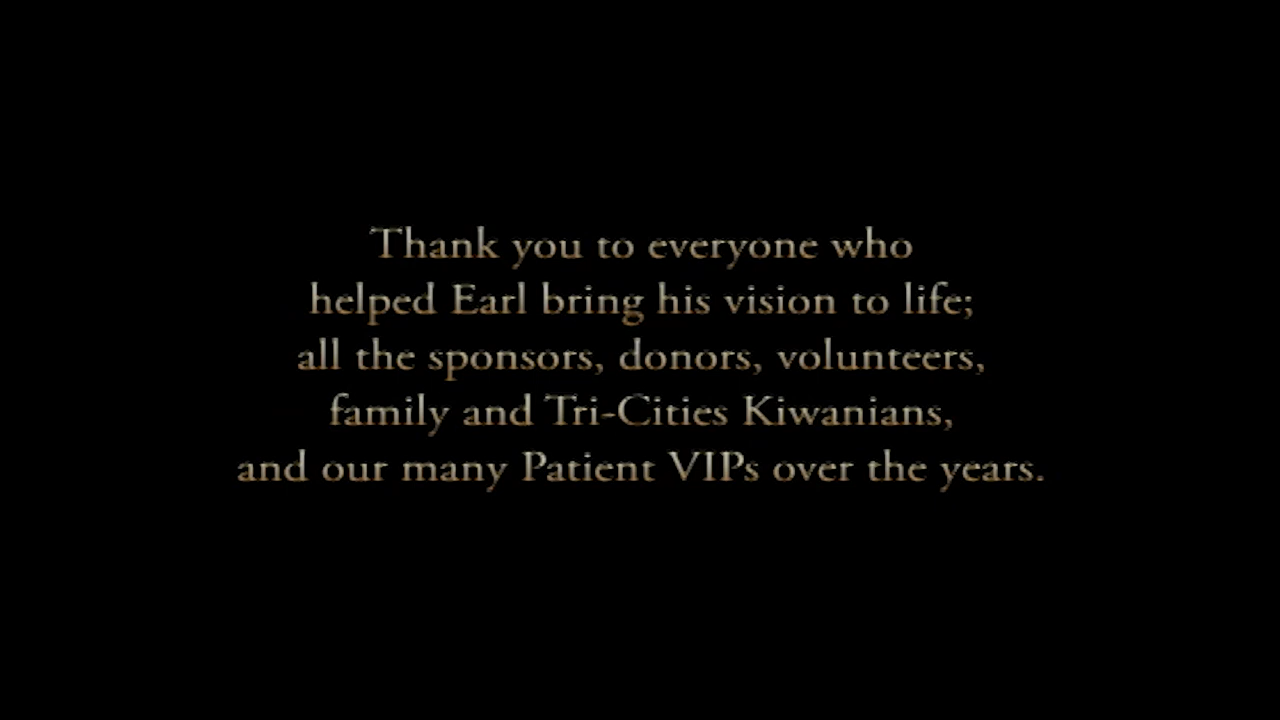 Thank you to everyone who
helped Earl bring his vision to life;
all the sponsors, donors, volunteers,
family and Tri-Cities Kiwanians,
and our many Patient VIPs over the years.